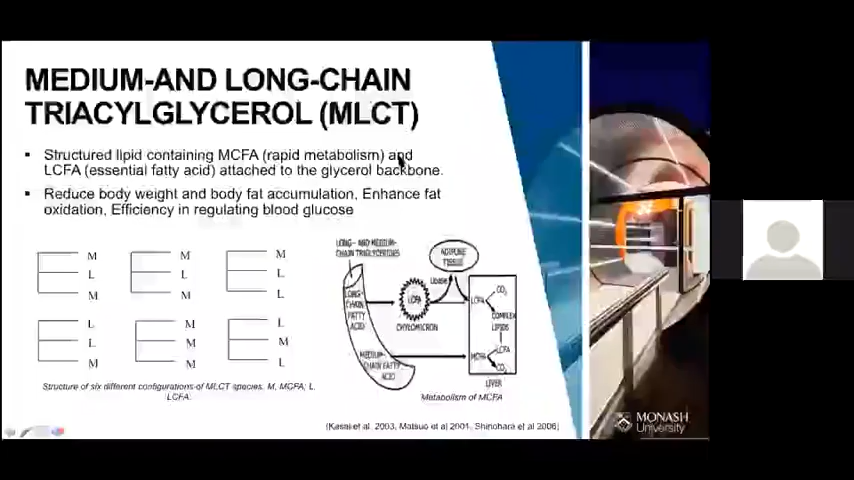 MEDIUM-AND LONG-CHAIN
TRIACYLGLYCEROL (MLCT)
▪ Structured lipid containing MCFA (rapid metabolism) and
LCFA (essential fatty acid) attached to the glycerol backbone.
▪ Reduce body weight and body fat accumulation, Enhance fat
oxidation, Efficiency in regulating blood glucose
M
L
M
M
L
M
M
L
L
L
L
M
M
M
M
L
M
L
Structure of six different configurations of MLCT species. M, MCFA; L,
LCFA.
LONG- AND MEDIUM-
CHAIN TRIGLYCERIDES
LONG-
CHAIN
FATTY
ACID
MEDIUM-
CHAIN FATTY
ACID
LCFA
CHYLOMICRON
Lipase
ADIPOSE
TISSUE
LCFA
CO2
COMPLEX
LIPIDS
LCFA
MCFA
CO2
LIVER
Metabolism of MCFA
(Kasai et al. 2003, Matsuo et al 2001, Shinohara et al 2006)
MONASH
University